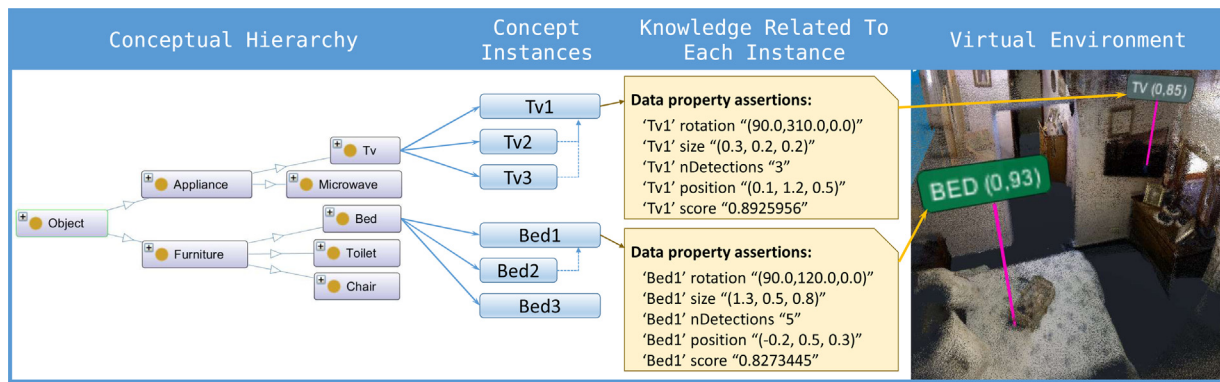 Conceptual Hierarchy
Concept
Instances
Knowledge Related To
Each Instance
Virtual Environment
Object
Appliance
Furniture
Tv
Microwave
Bed
Toilet
Chair
Tv1
Tv2
Tv3
Bed1
Bed2
Bed3
Data property assertions:
‘Tv1’ rotation “(90.0,310.0,0.0)”
‘Tv1’ size “(0.3, 0.2, 0.2)”
‘Tv1’ nDetections “3”
‘Tv1’ position “(0.1, 1.2, 0.5)”
‘Tv1’ score “0.8925956”
Data property assertions:
‘Bed1’ rotation “(90.0,120.0,0.0)”
‘Bed1’ size “(1.3, 0.5, 0.8)”
‘Bed1’ nDetections “5”
‘Bed1’ position “(-0.2, 0.5, 0.3)”
‘Bed1’ score “0.8273445”
TV (0,85)
BED (0,93)